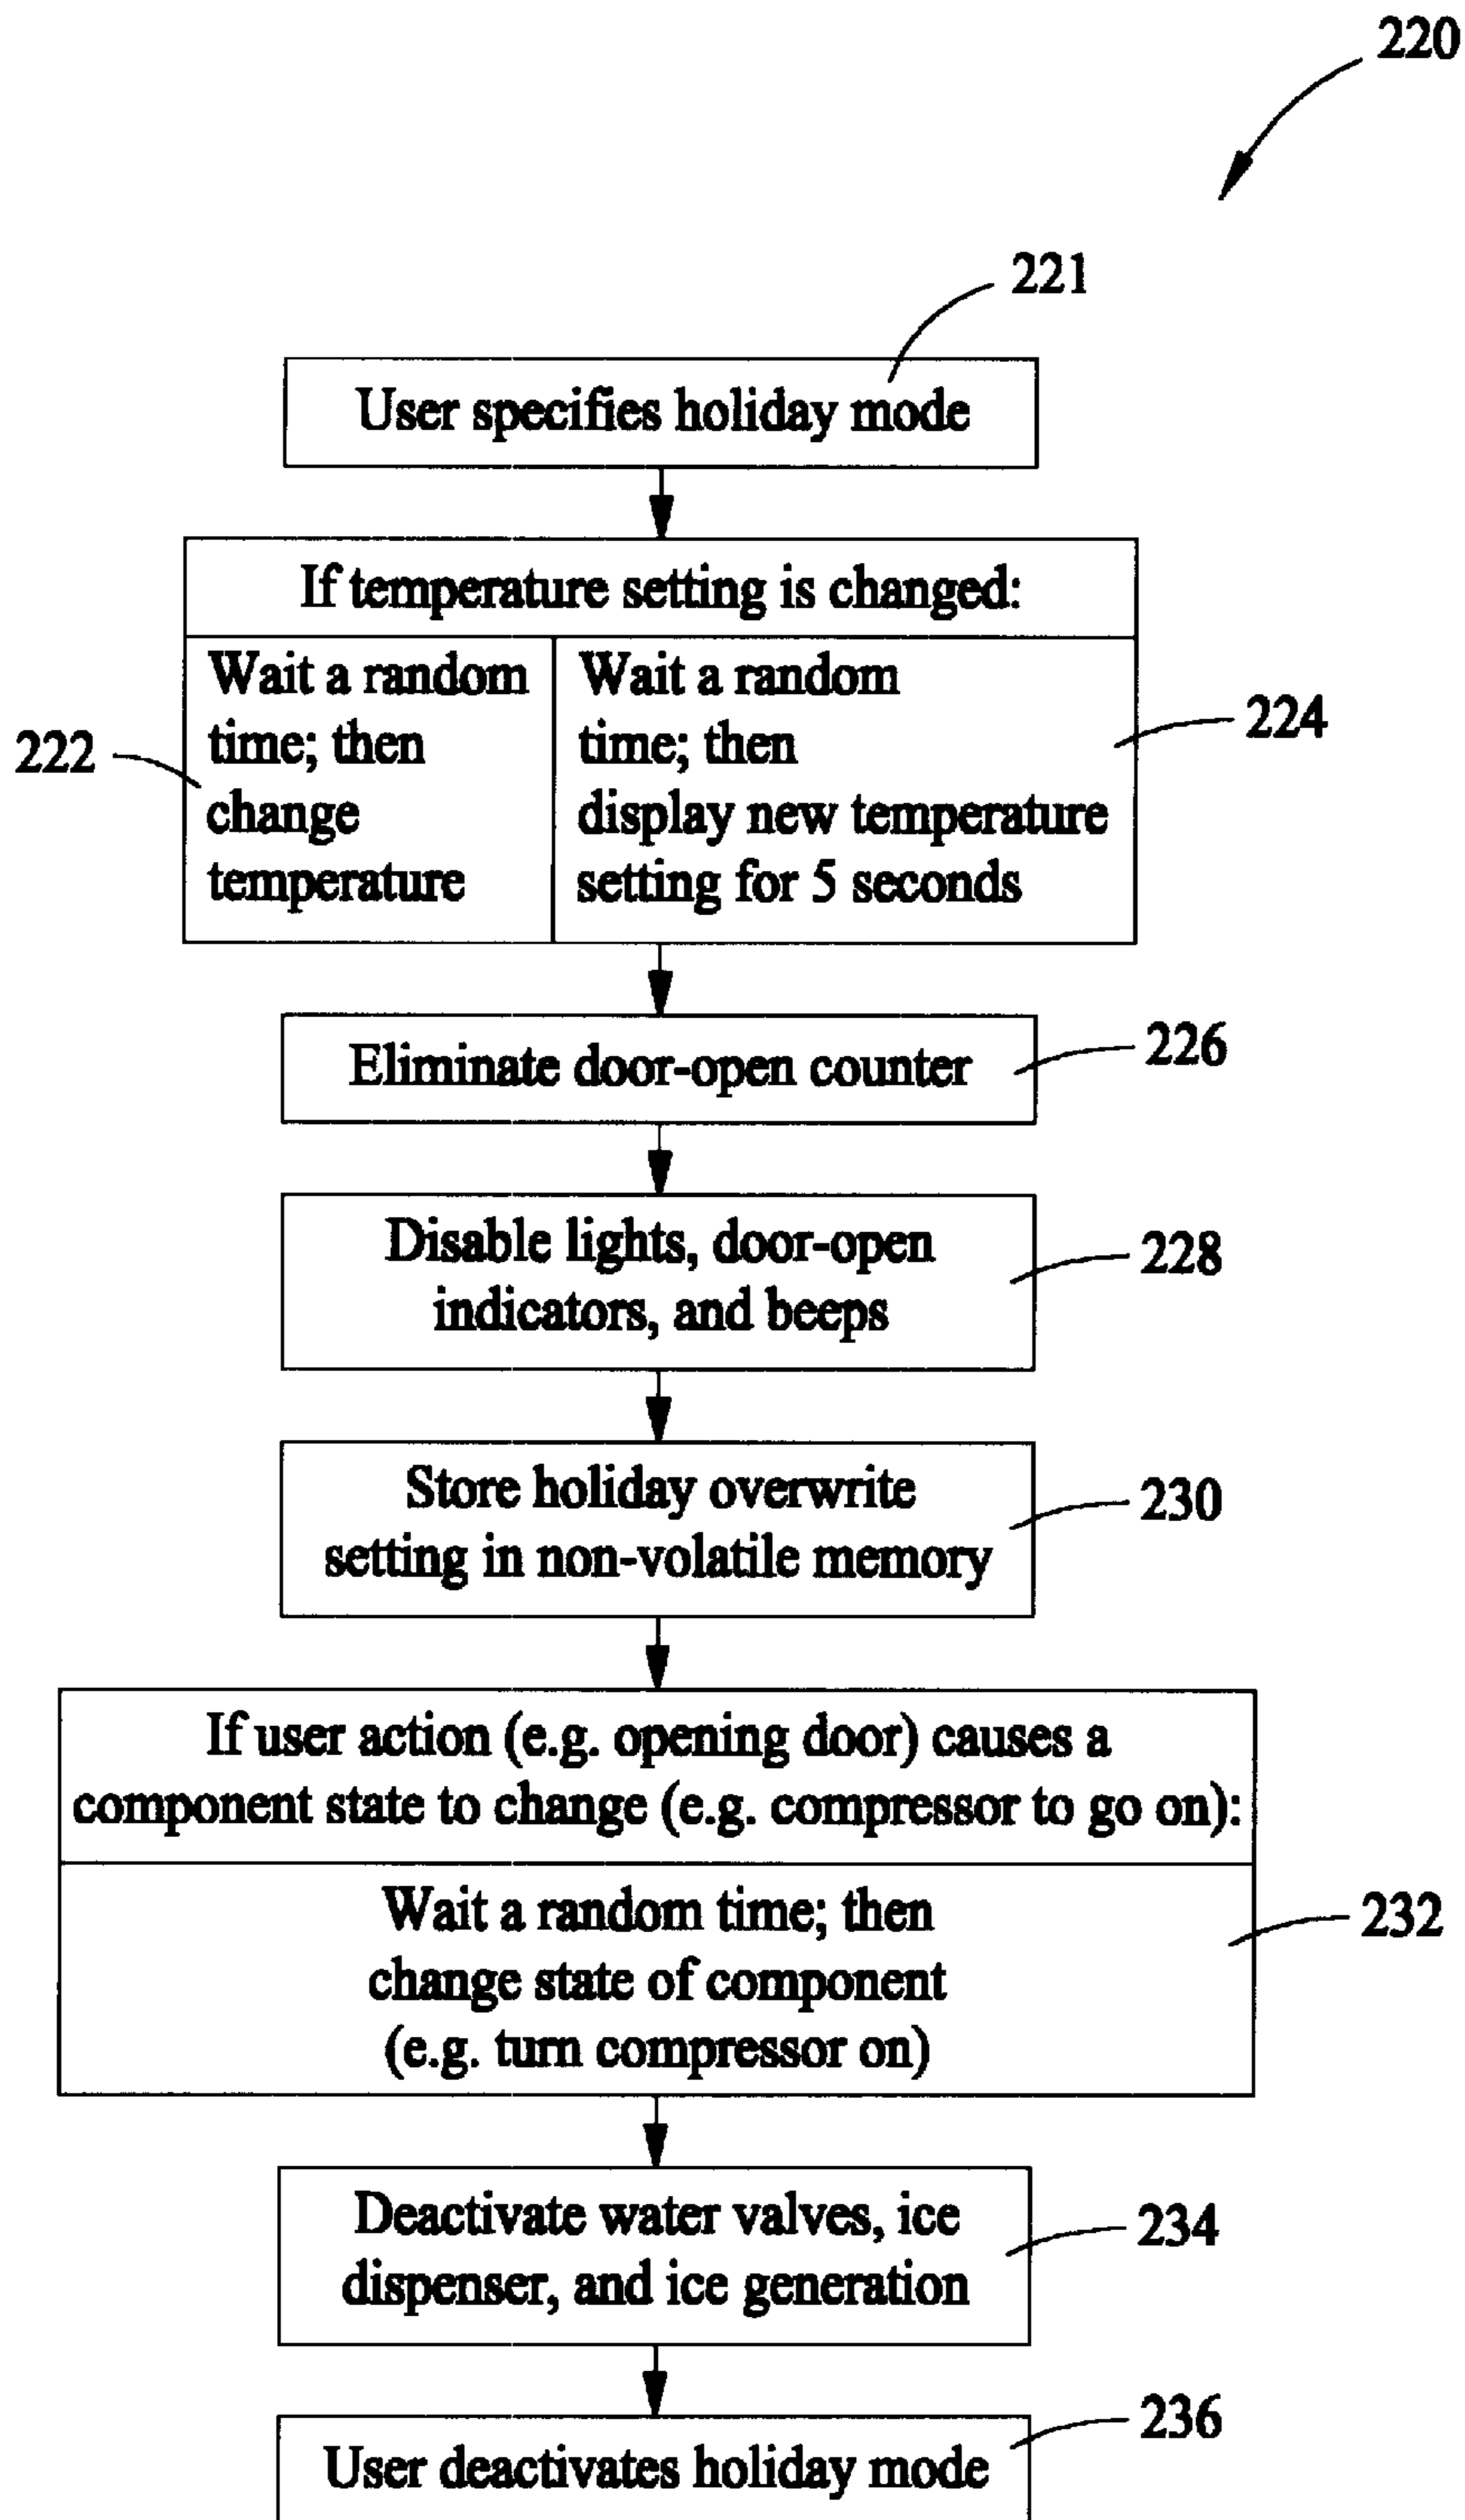 220
221
User specifies holiday mode
If temperature setting is changed:
222
Wait a random
time; then
change
temperature
Wait a random
time; then
display new temperature
setting for 5 seconds
224
Eliminate door-open counter
226
Disable lights, door-open
indicators, and beeps
228
Store holiday overwrite
setting in non-volatile memory
230
If user action (e.g. opening door) causes a
component state to change (e.g. compressor to go on):
Wait a random time; then
change state of component
(e.g. turn compressor on)
232
Deactivate water valves, ice
dispenser, and ice generation
234
236
User deactivates holiday mode